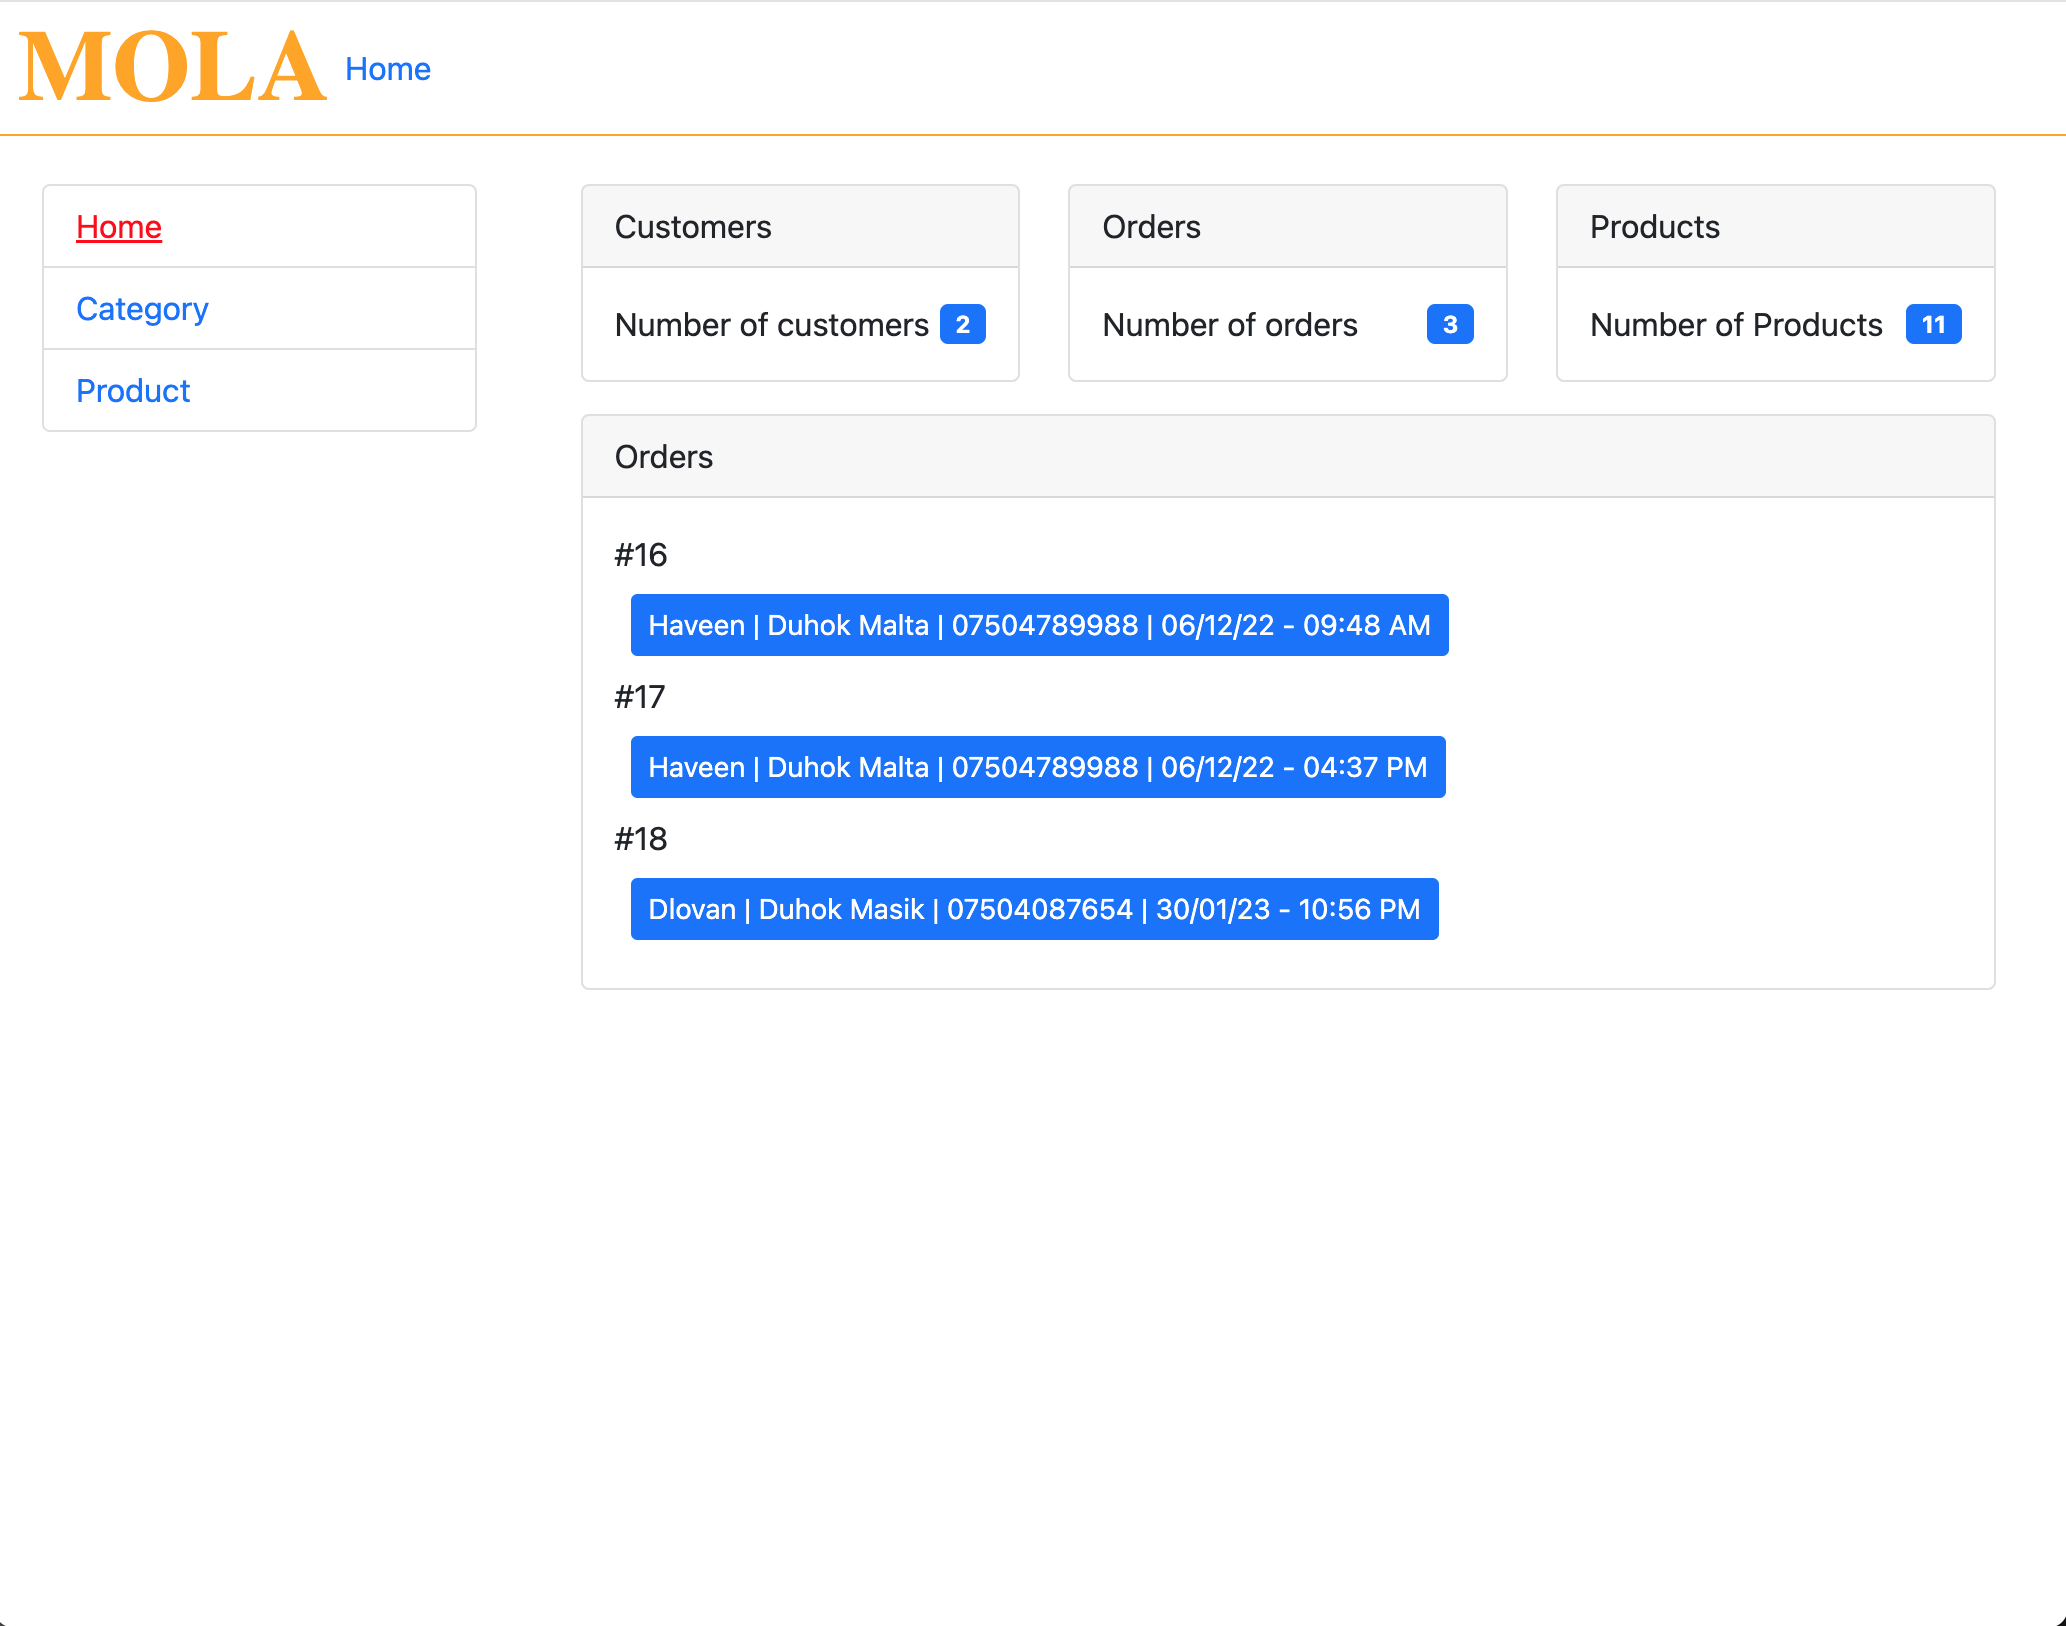 MOLA Home
Home
Category
Product
Customers
Number of customers 2
Orders
Number of orders 3
Products
Number of Products 11
Orders
#16
Haveen | Duhok Malta | 07504789988 | 06/12/22 - 09:48 AM
#17
Haveen | Duhok Malta | 07504789988 | 06/12/22 - 04:37 PM
#18
Dlovan | Duhok Masik | 07504087654 | 30/01/23 - 10:56 PM